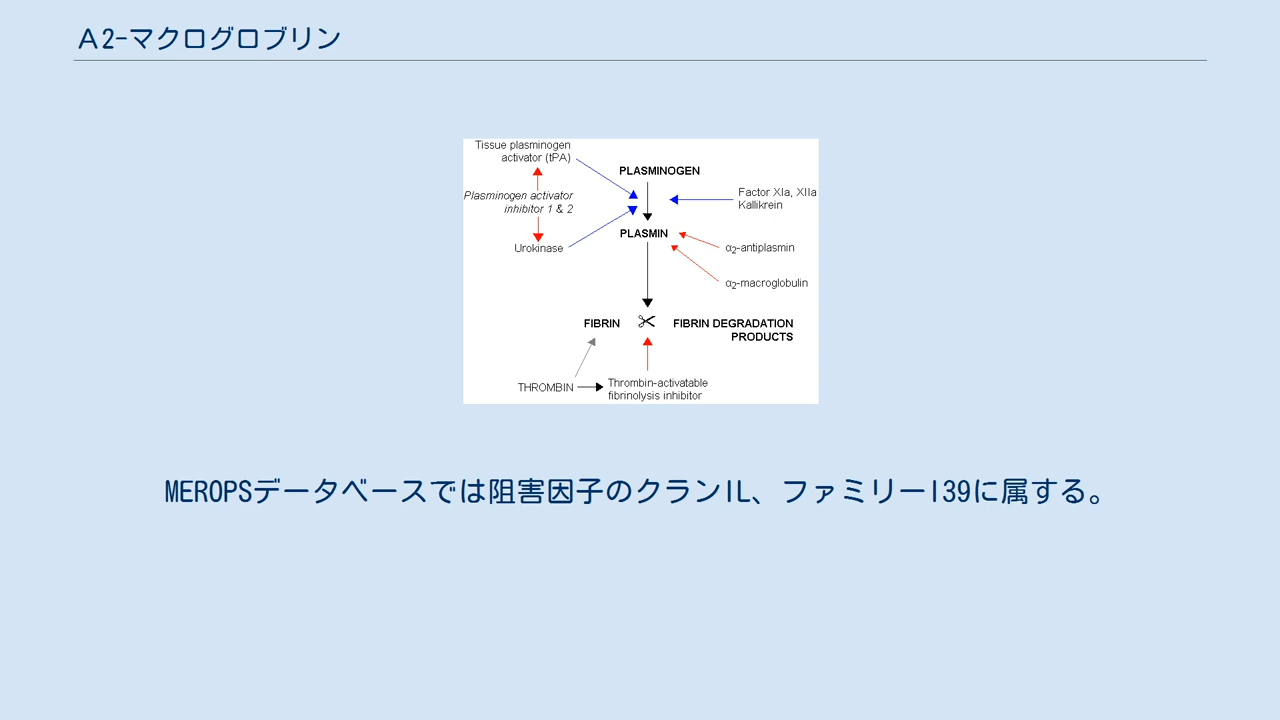 Α2-マクログロブリン
Tissue plasminogen
activator (tPA)
PLASMINOGEN
Plasminogen activator
inhibitor 1 & 2
Factor XIa, XIIa
Kallikrein
PLASMIN
Urokinase
α2-antiplasmin
α2-macroglobulin
FIBRIN
FIBRIN DEGRADATION
PRODUCTS
THROMBIN
Thrombin-activatable
fibrinolysis inhibitor
MEROPSデータベースでは阻害因子のクランIL、ファミリーI39に属する。